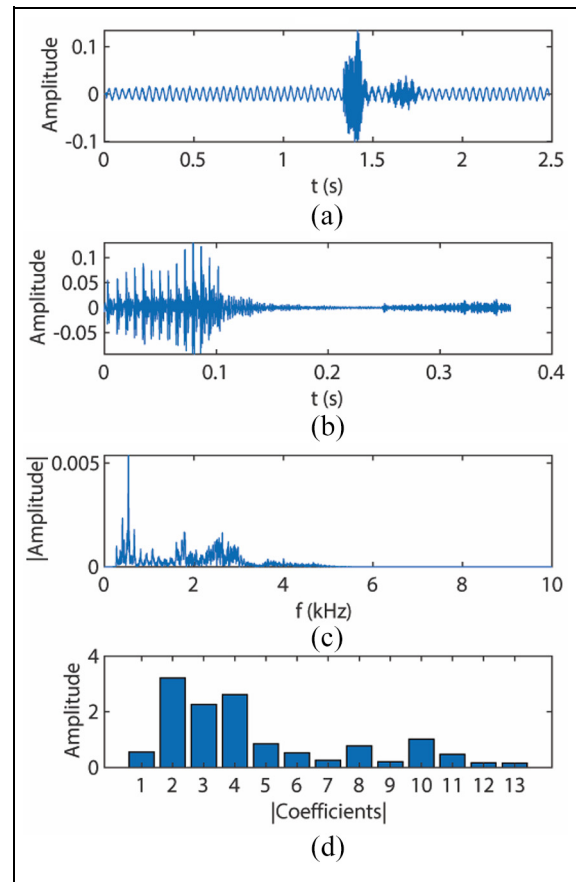 Amplitude
0.1
0
-0.1
0 0.5 1 1.5 2 2.5
t (s)
(a)
Amplitude
0.1
0.05
0
-0.05
0 0.1 0.2 0.3 0.4
t (s)
(b)
|Amplitude|
0.005
0
0 2 4 6 8 10
f (kHz)
(c)
Amplitude
4
2
0
1 2 3 4 5 6 7 8 9 10 11 12 13
|Coefficients|
(d)